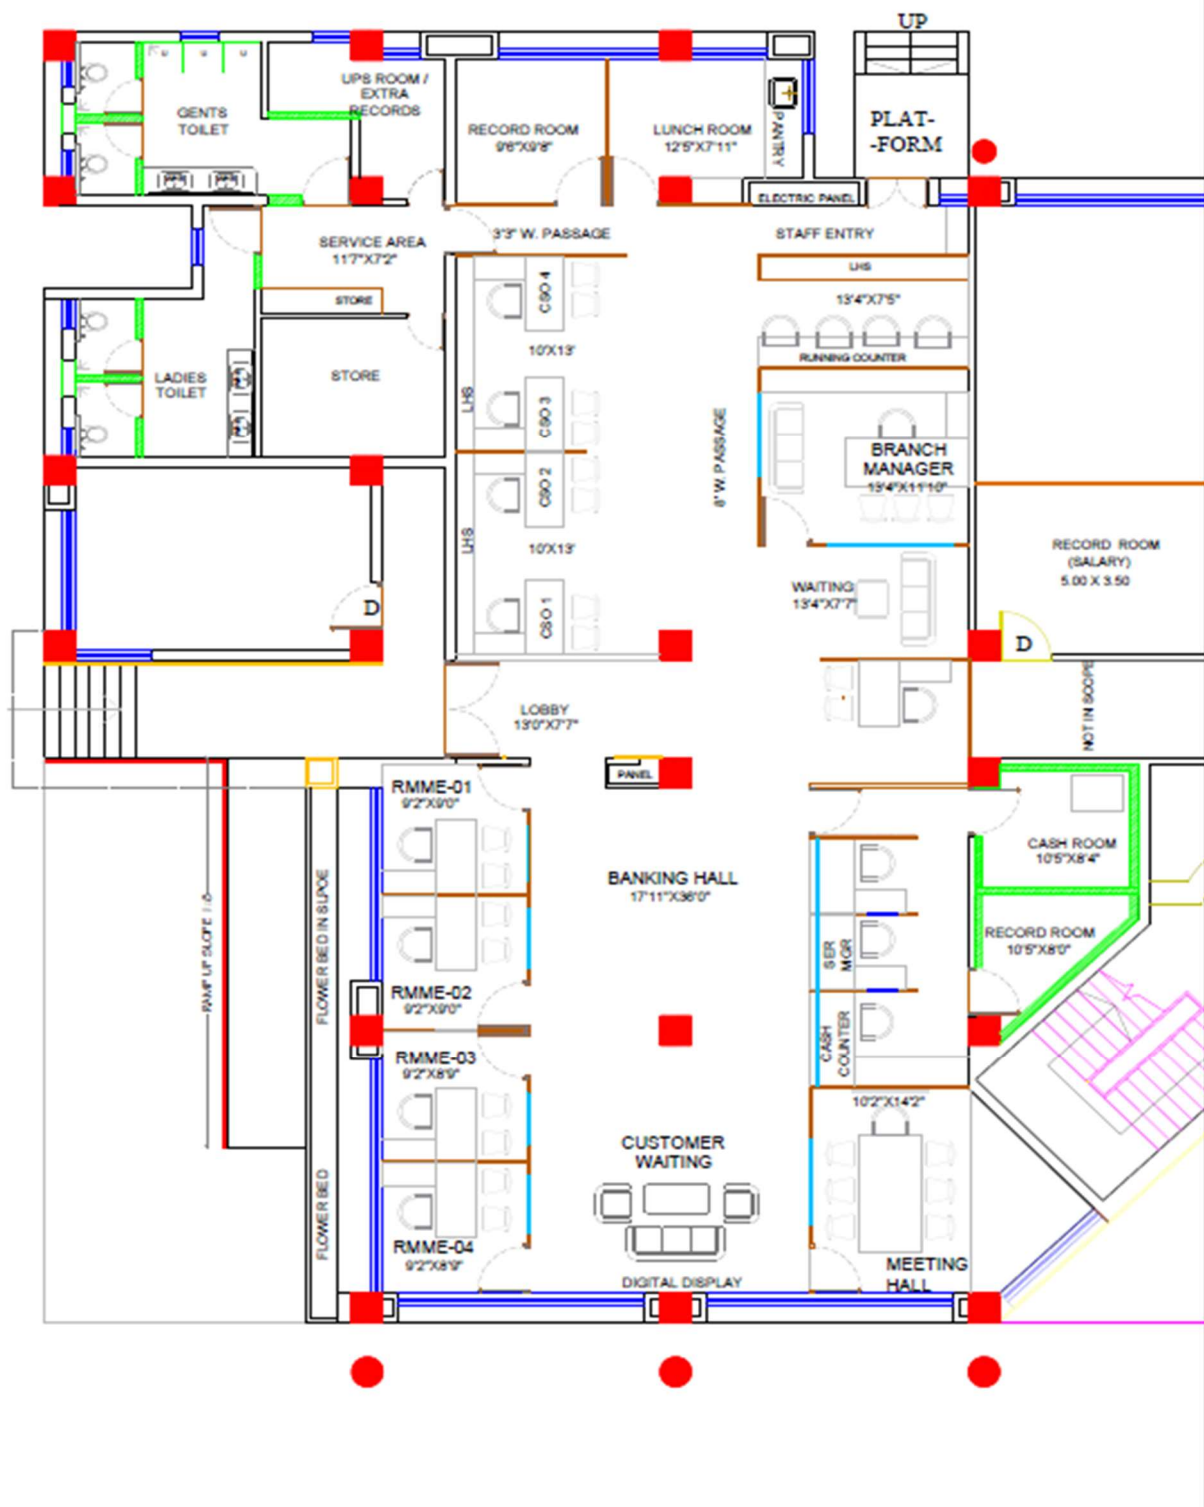 UP
PLAT-
-FORM
GENTS
TOILET
UPS ROOM /
EXTRA
RECORDS
RECORD ROOM
9'6"X9'8"
LUNCH ROOM
12'5"X7'11"
PANTRY
ELECTRIC PANEL
SERVICE AREA
11'7"X7'2"
3'3" W. PASSAGE
STAFF ENTRY
LHS
13'4"X7'5"
RUNNING COUNTER
STORE
STORE
LADIES
TOILET
CSO 4
10'X13'
LHS
CSO 3
CSO 2
LHS
10'X13'
CSO 1
8' W. PASSAGE
BRANCH
MANAGER
13'4"X11'10"
WAITING
13'4"X7'7"
RECORD ROOM
(SALARY)
5.00 X 3.50
D
D
NOT IN SCOPE
LOBBY
13'0"X7'7"
PANEL
RMME-01
9'2"X9'0"
BANKING HALL
17'11"X36'0"
CASH ROOM
10'5"X8'4"
RECORD ROOM
10'5"X8'0"
SER
MGR
CASH
COUNTER
RMME-02
9'2"X9'0"
RMME-03
9'2"X8'9"
RAMP UP SLOPE 1:8
FLOWER BED IN SLPOE
FLOWER BED
10'2"X14'2"
CUSTOMER
WAITING
RMME-04
9'2"X8'9"
DIGITAL DISPLAY
MEETING
HALL